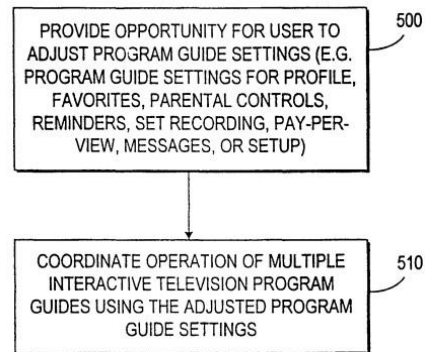 PROVIDE OPPORTUNITY FOR USER TO
ADJUST PROGRAM GUIDE SETTINGS (E.G.
PROGRAM GUIDE SETTINGS FOR PROFILE,
FAVORITES, PARENTAL CONTROLS,
REMINDERS, SET RECORDING, PAY-PER-
VIEW, MESSAGES, OR SETUP)
500
COORDINATE OPERATION OF MULTIPLE
INTERACTIVE TELEVISION PROGRAM
GUIDES USING THE ADJUSTED PROGRAM
GUIDE SETTINGS
510